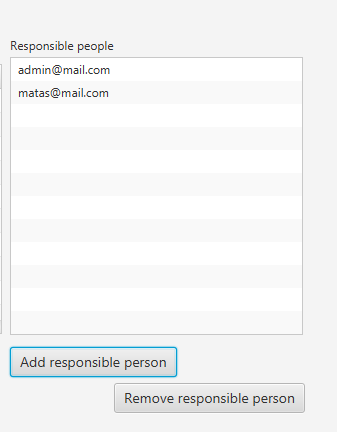 Responsible people
admin@mail.com
matas@mail.com
Add responsible person
Remove responsible person